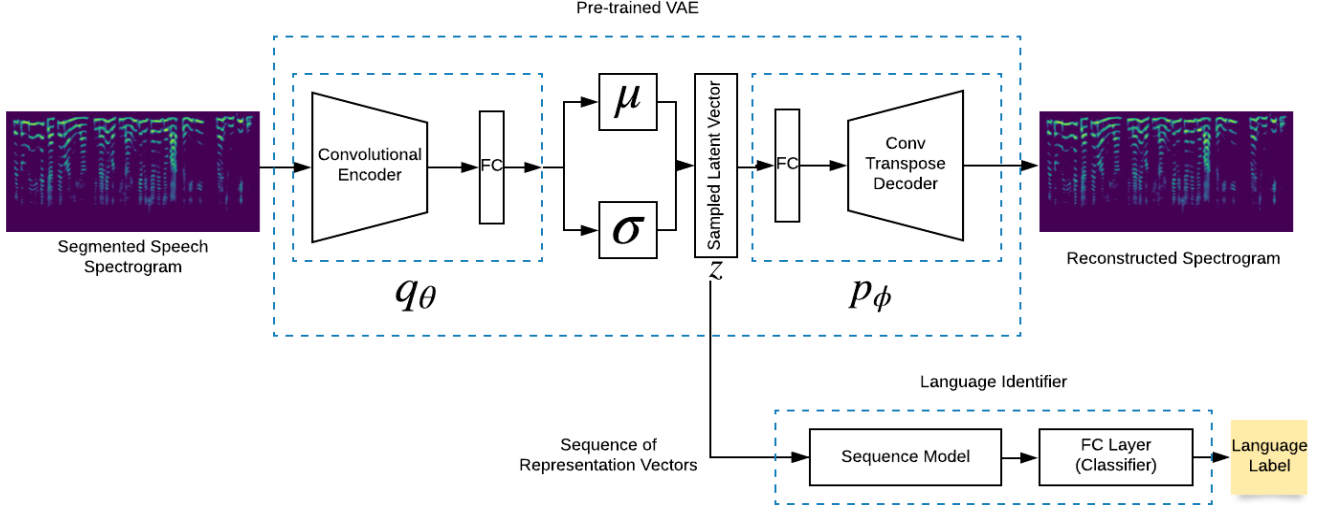 Pre-trained VAE
Convolutional
Encoder
FC
μ
σ
Sampled Latent Vector
z
FC
Conv
Transpose
Decoder
Segmented Speech
Spectrogram
Reconstructed Spectrogram
qθ
pϕ
Language Identifier
Sequence of
Representation Vectors
Sequence Model
FC Layer
(Classifier)
Language
Label